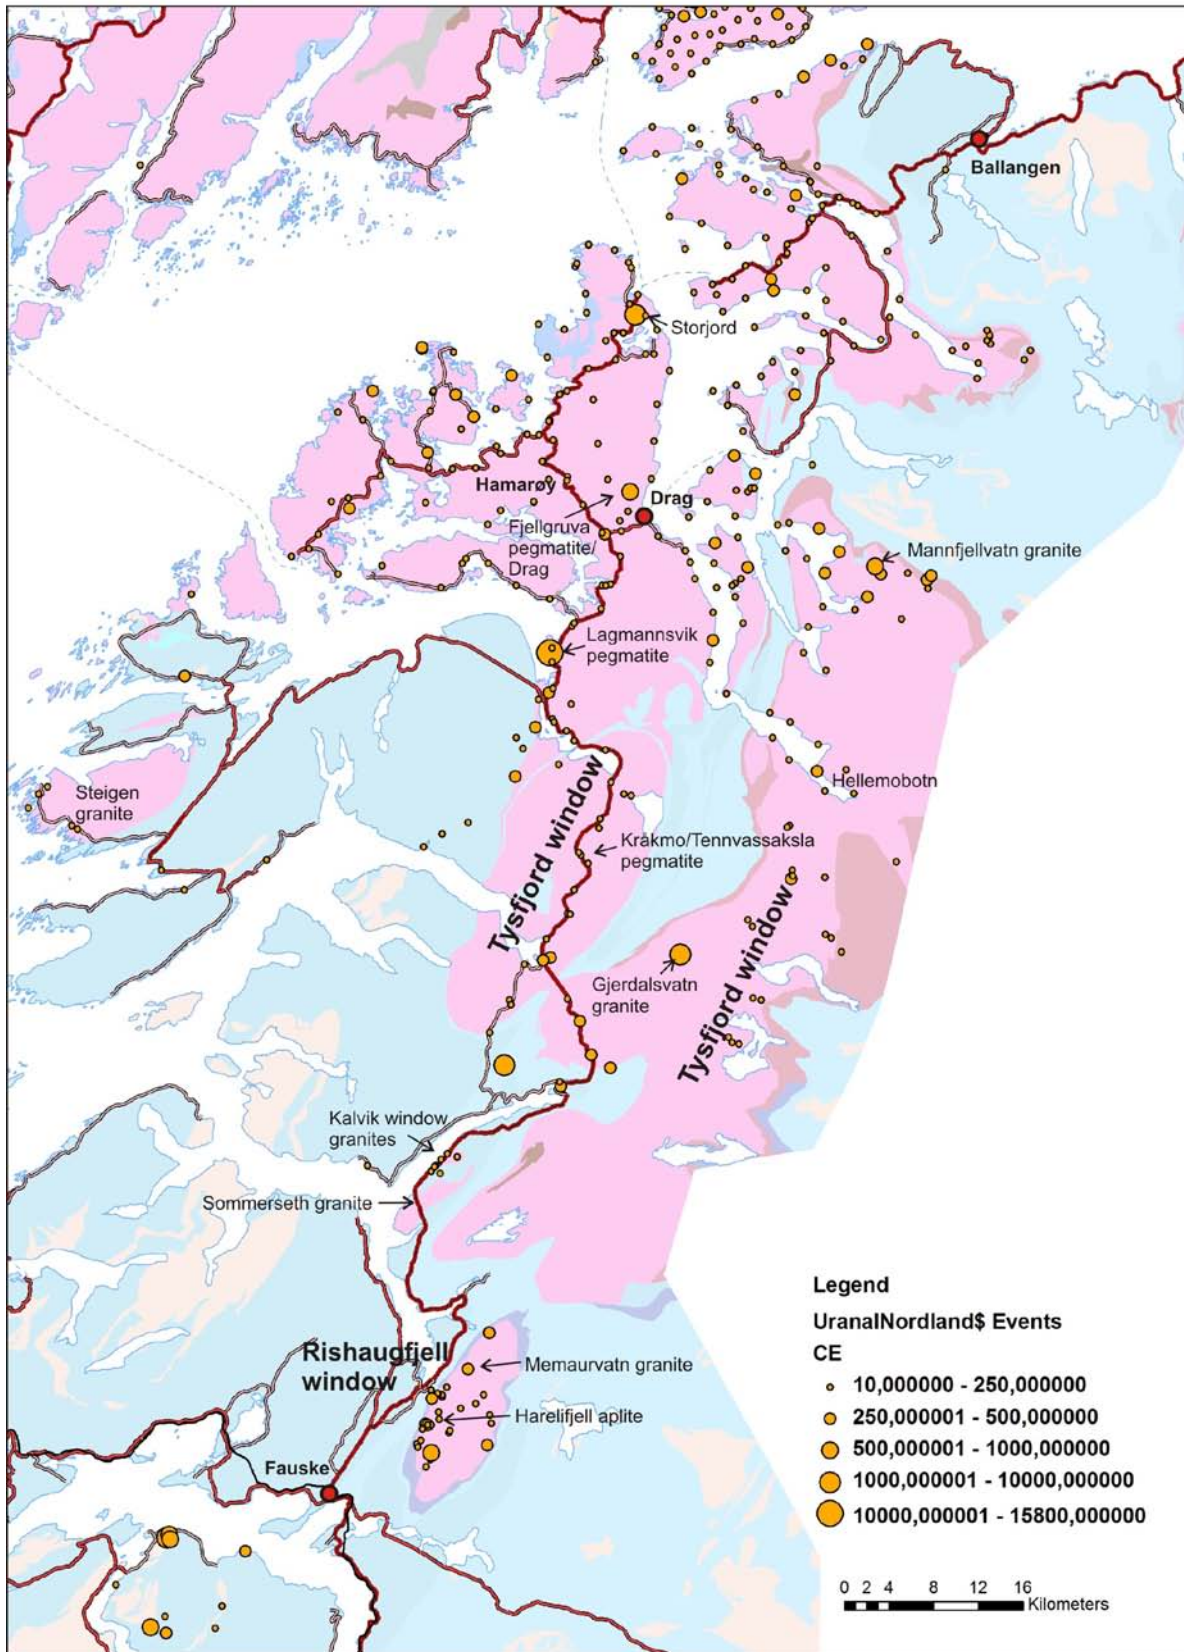 Ballangen
Storjord
Hamarøy
Drag
Fjellgruva
pegmatite/
Drag
Mannfjellvatn granite
Lagmannsvik
pegmatite
Hellemobotn
Steigen
granite
Tysfjord window
Kråkmo/Tennvassaksla
pegmatite
Tysfjord window
Gjerdalsvatn
granite
Kalvik window
granites
Sommerseth granite
Rishaugfjell
window
Memaurvatn granite
Harelifjell aplite
Fauske
Legend
UranalNordland$ Events
CE
10,000000 - 250,000000
250,000001 - 500,000000
500,000001 - 1000,000000
1000,000001 - 10000,000000
10000,000001 - 15800,000000
0 2 4 8 12 16
Kilometers